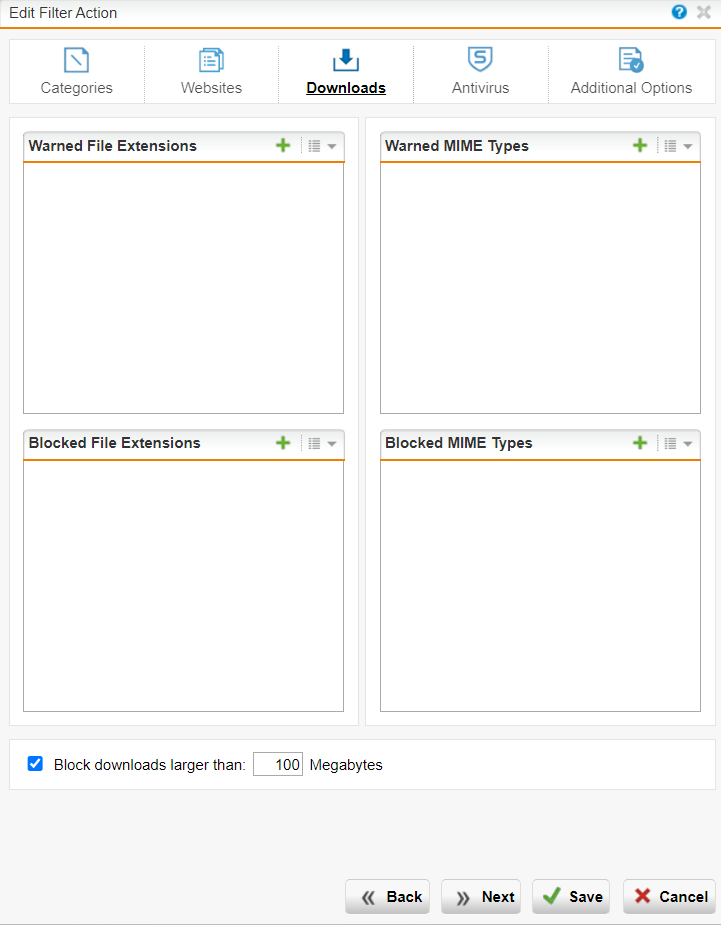 Edit Filter Action
Categories
Websites
Downloads
Antivirus
Additional Options
Warned File Extensions
Warned MIME Types
Blocked File Extensions
Blocked MIME Types
Block downloads larger than: 100 Megabytes
Back
Next
Save
Cancel